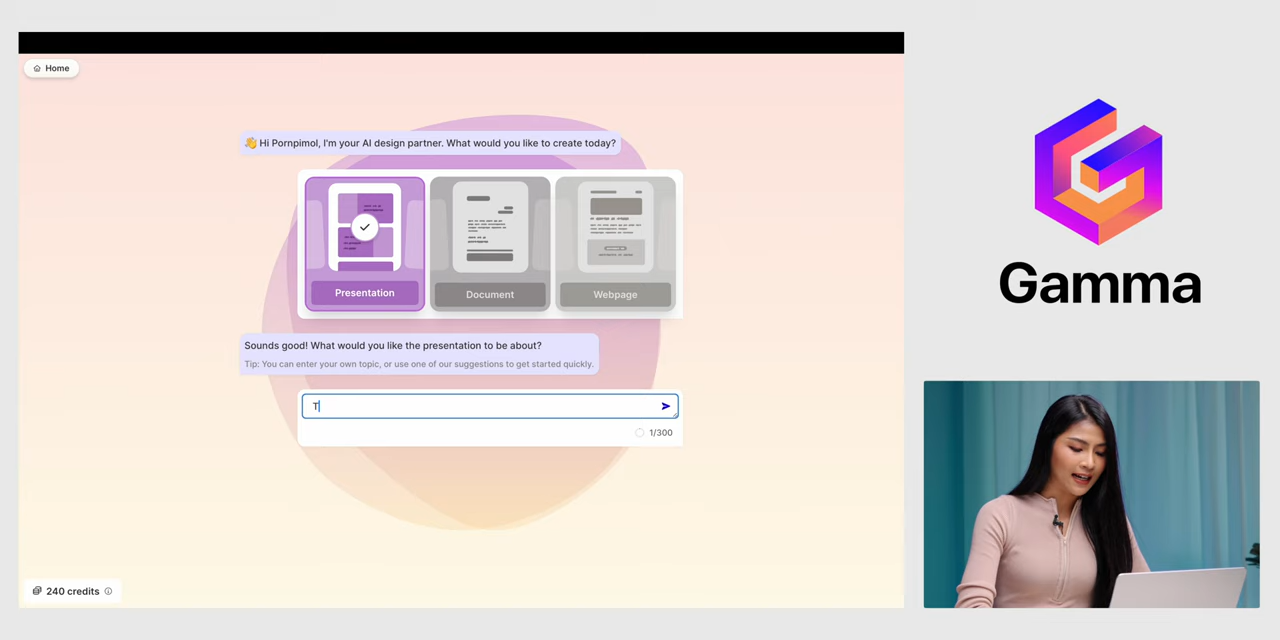 Home
👋 Hi Pornpimol, I'm your AI design partner. What would you like to create today?
Presentation
Document
Webpage
Sounds good! What would you like the presentation to be about?
Tip: You can enter your own topic, or use one of our suggestions to get started quickly.
T
1/300
240 credits
Gamma